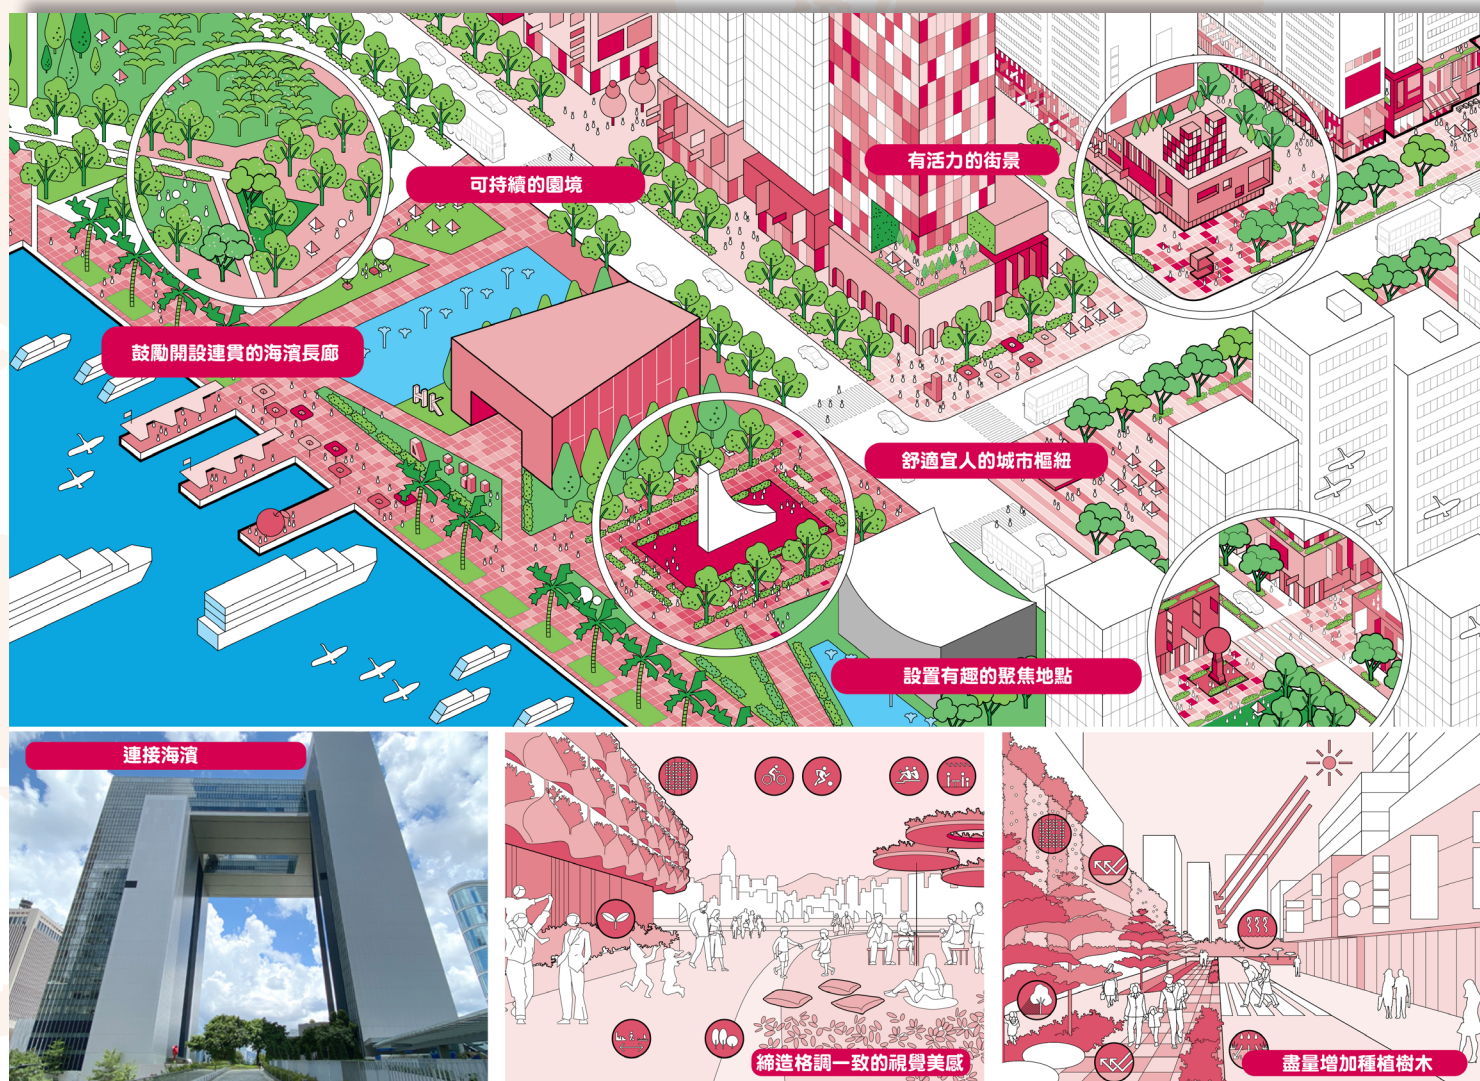 可持續的園境
有活力的街景
鼓勵開設連貫的海濱長廊
HK
舒適宜人的城市樞紐
設置有趣的聚焦地點
連接海濱
締造格調一致的視覺美感
盡量增加種植樹木